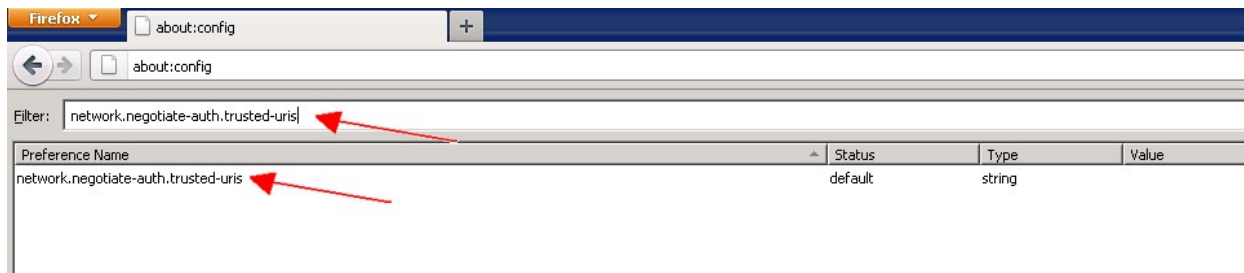 Firefox
about:config
about:config
Filter: network.negotiate-auth.trusted-uris
Preference Name Status Type Value
network.negotiate-auth.trusted-uris default string